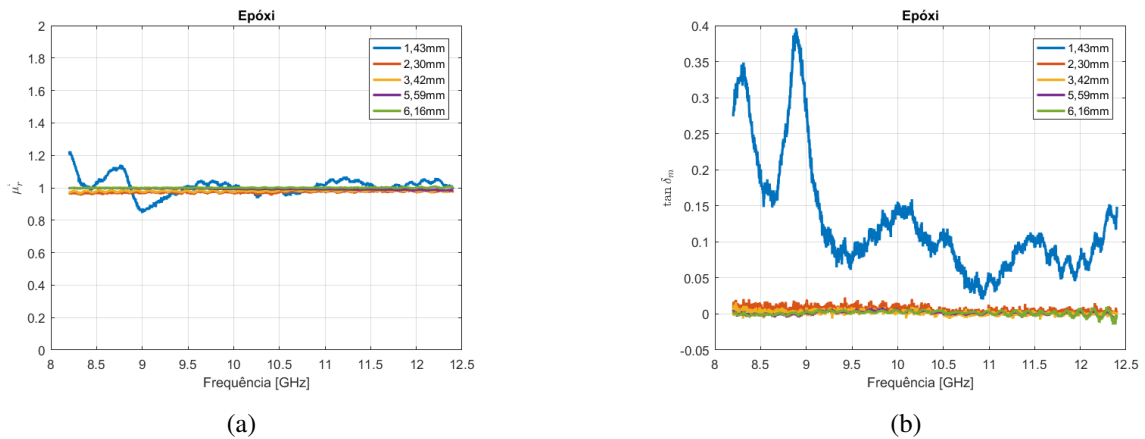 Epóxi
2
1.8
1.6
1.4
1.2
1
0.8
0.6
0.4
0.2
0
μ'r
8 8.5 9 9.5 10 10.5 11 11.5 12 12.5
Frequência [GHz]
1,43mm
2,30mm
3,42mm
5,59mm
6,16mm
(a)
Epóxi
0.4
0.35
0.3
0.25
0.2
0.15
0.1
0.05
0
-0.05
tan δm
8 8.5 9 9.5 10 10.5 11 11.5 12 12.5
Frequência [GHz]
1,43mm
2,30mm
3,42mm
5,59mm
6,16mm
(b)